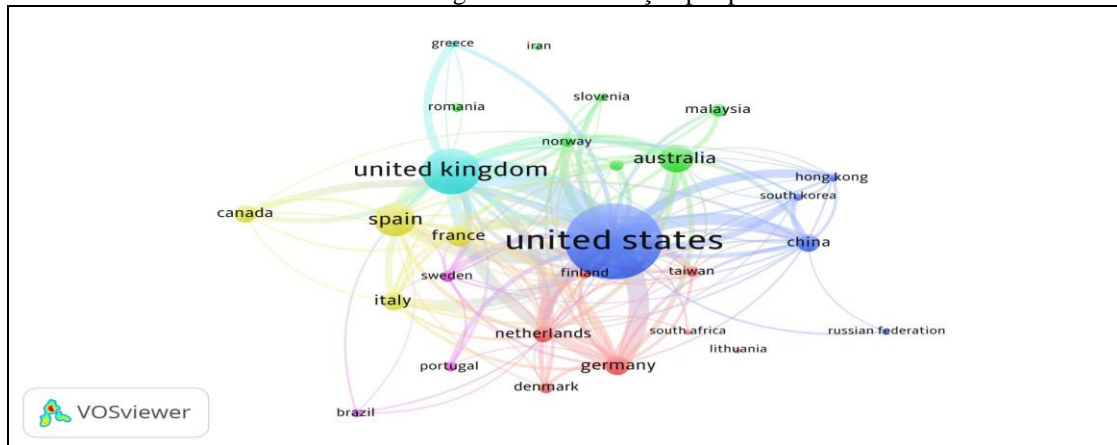 greece
iran
romania
slovenia
malaysia
norway
united kingdom
australia
hong kong
south korea
canada
spain
france
united states
china
sweden
finland
taiwan
italy
netherlands
south africa
russian federation
lithuania
portugal
germany
denmark
brazil
VOSviewer